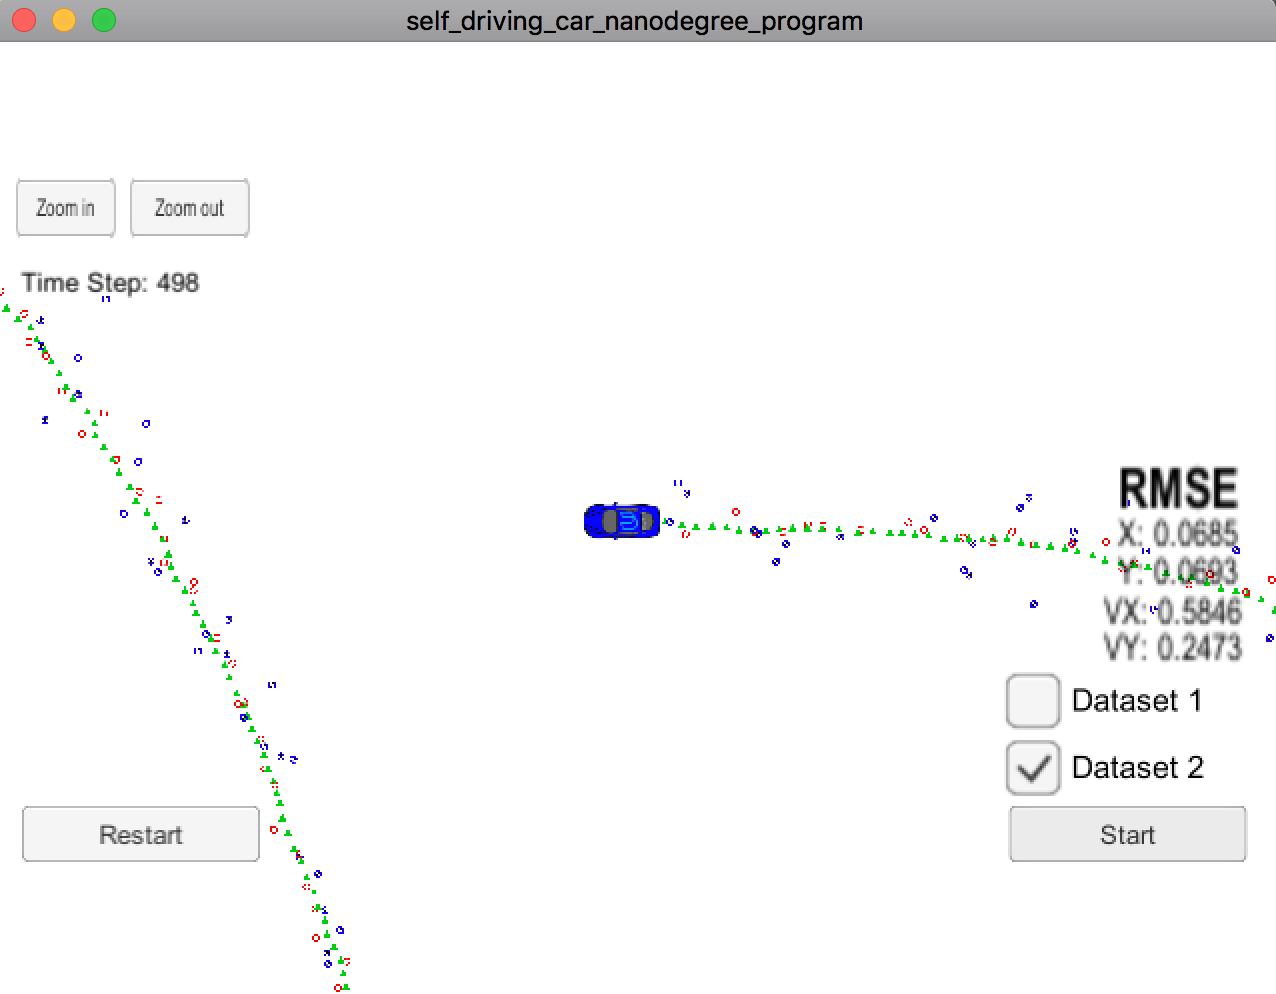 self_driving_car_nanodegree_program
Zoom in
Zoom out
Time Step: 498
RMSE
X: 0.0685
Y: 0.0693
VX: 0.5846
VY: 0.2473
Dataset 1
Dataset 2
Restart
Start